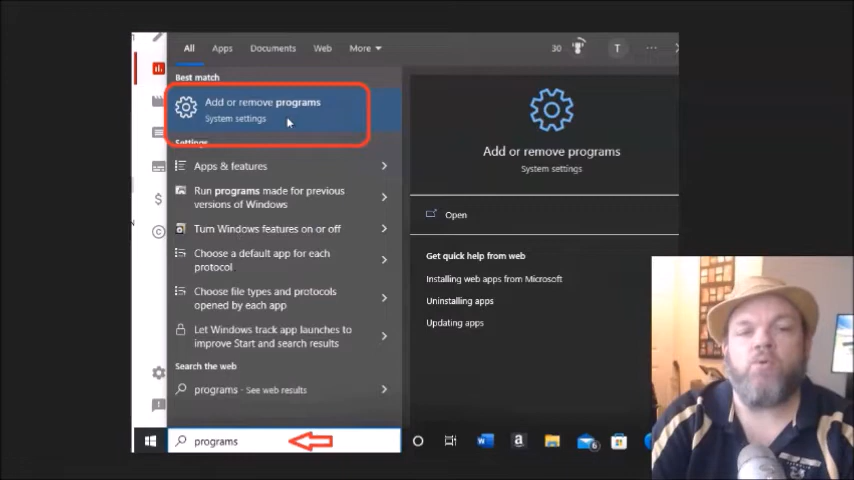 All Apps Documents Web More 30 T ...
Best match
Add or remove programs
System settings
Settings
Apps & features
Run programs made for previous
versions of Windows
Turn Windows features on or off
Choose a default app for each
protocol
Choose file types and protocols
opened by each app
Let Windows track app launches to
improve Start and search results
Search the web
programs - See web results
programs
Add or remove programs
System settings
Open
Get quick help from web
Installing web apps from Microsoft
Uninstalling apps
Updating apps
6